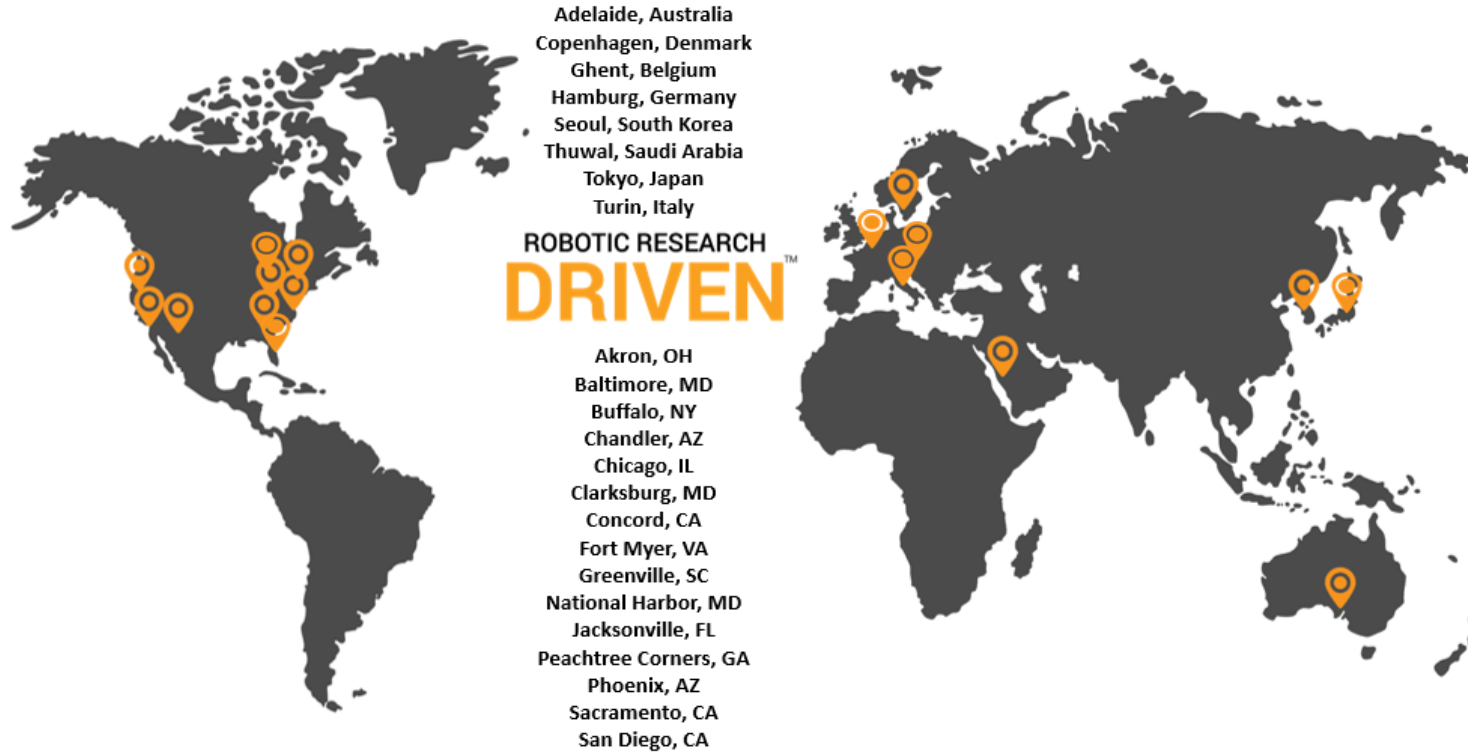 Adelaide, Australia
Copenhagen, Denmark
Ghent, Belgium
Hamburg, Germany
Seoul, South Korea
Thuwal, Saudi Arabia
Tokyo, Japan
Turin, Italy
ROBOTIC RESEARCH
DRIVEN™
Akron, OH
Baltimore, MD
Buffalo, NY
Chandler, AZ
Chicago, IL
Clarksburg, MD
Concord, CA
Fort Myer, VA
Greenville, SC
National Harbor, MD
Jacksonville, FL
Peachtree Corners, GA
Phoenix, AZ
Sacramento, CA
San Diego, CA